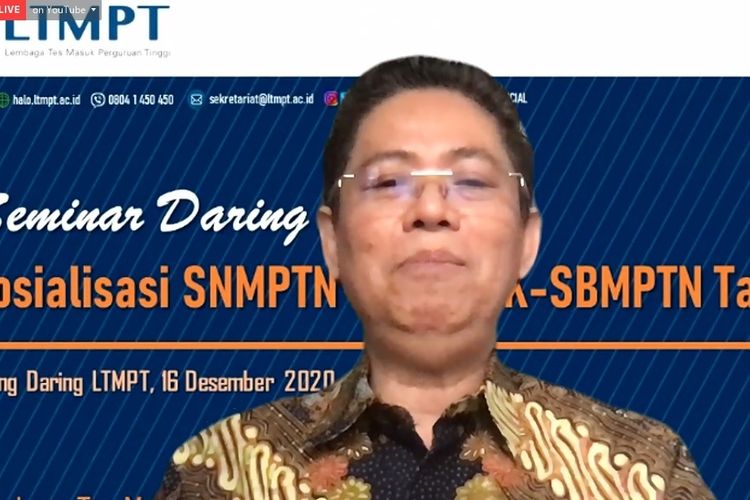 LIVE on YouTube
LTMPT
Lembaga Tes Masuk Perguruan Tinggi
halo.ltmpt.ac.id 0804 1 450 450 sekretariat@ltmpt.ac.id
Seminar Daring
osialisasi SNMPTN K-SBMPTN Ta
ng Daring LTMPT, 16 Desember 2020